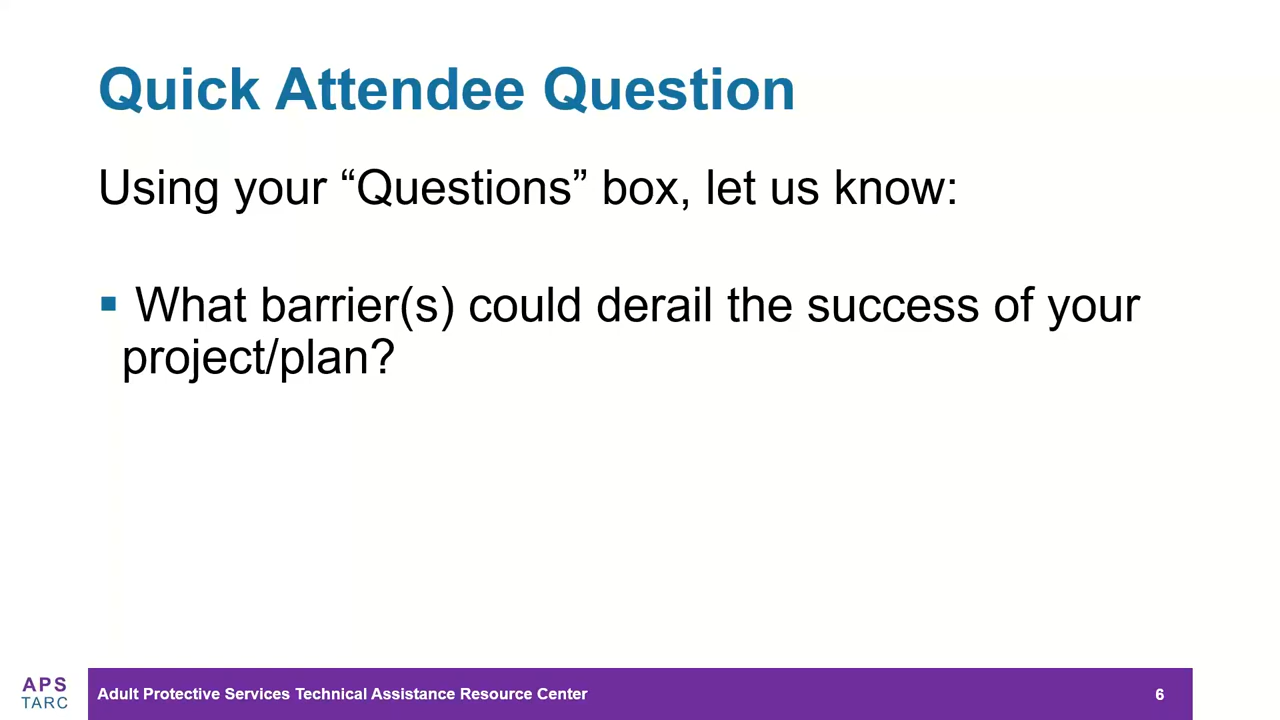 Quick Attendee Question
Using your “Questions” box, let us know:
▪ What barrier(s) could derail the success of your
project/plan?
APS
TARC
Adult Protective Services Technical Assistance Resource Center
6